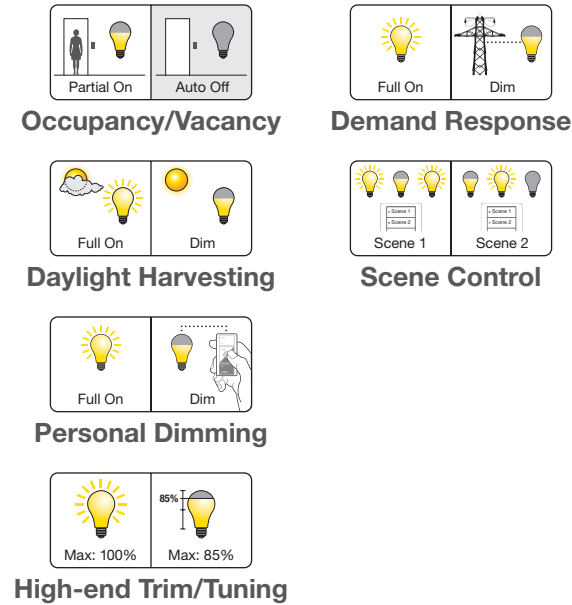 Partial On
Auto Off
Occupancy/Vacancy
Full On
Dim
Demand Response
Full On
Dim
Daylight Harvesting
Scene 1
Scene 2
Scene 1
Scene 2
Scene 1
Scene 2
Scene Control
Full On
Dim
Personal Dimming
85%
Max: 100%
Max: 85%
High-end Trim/Tuning